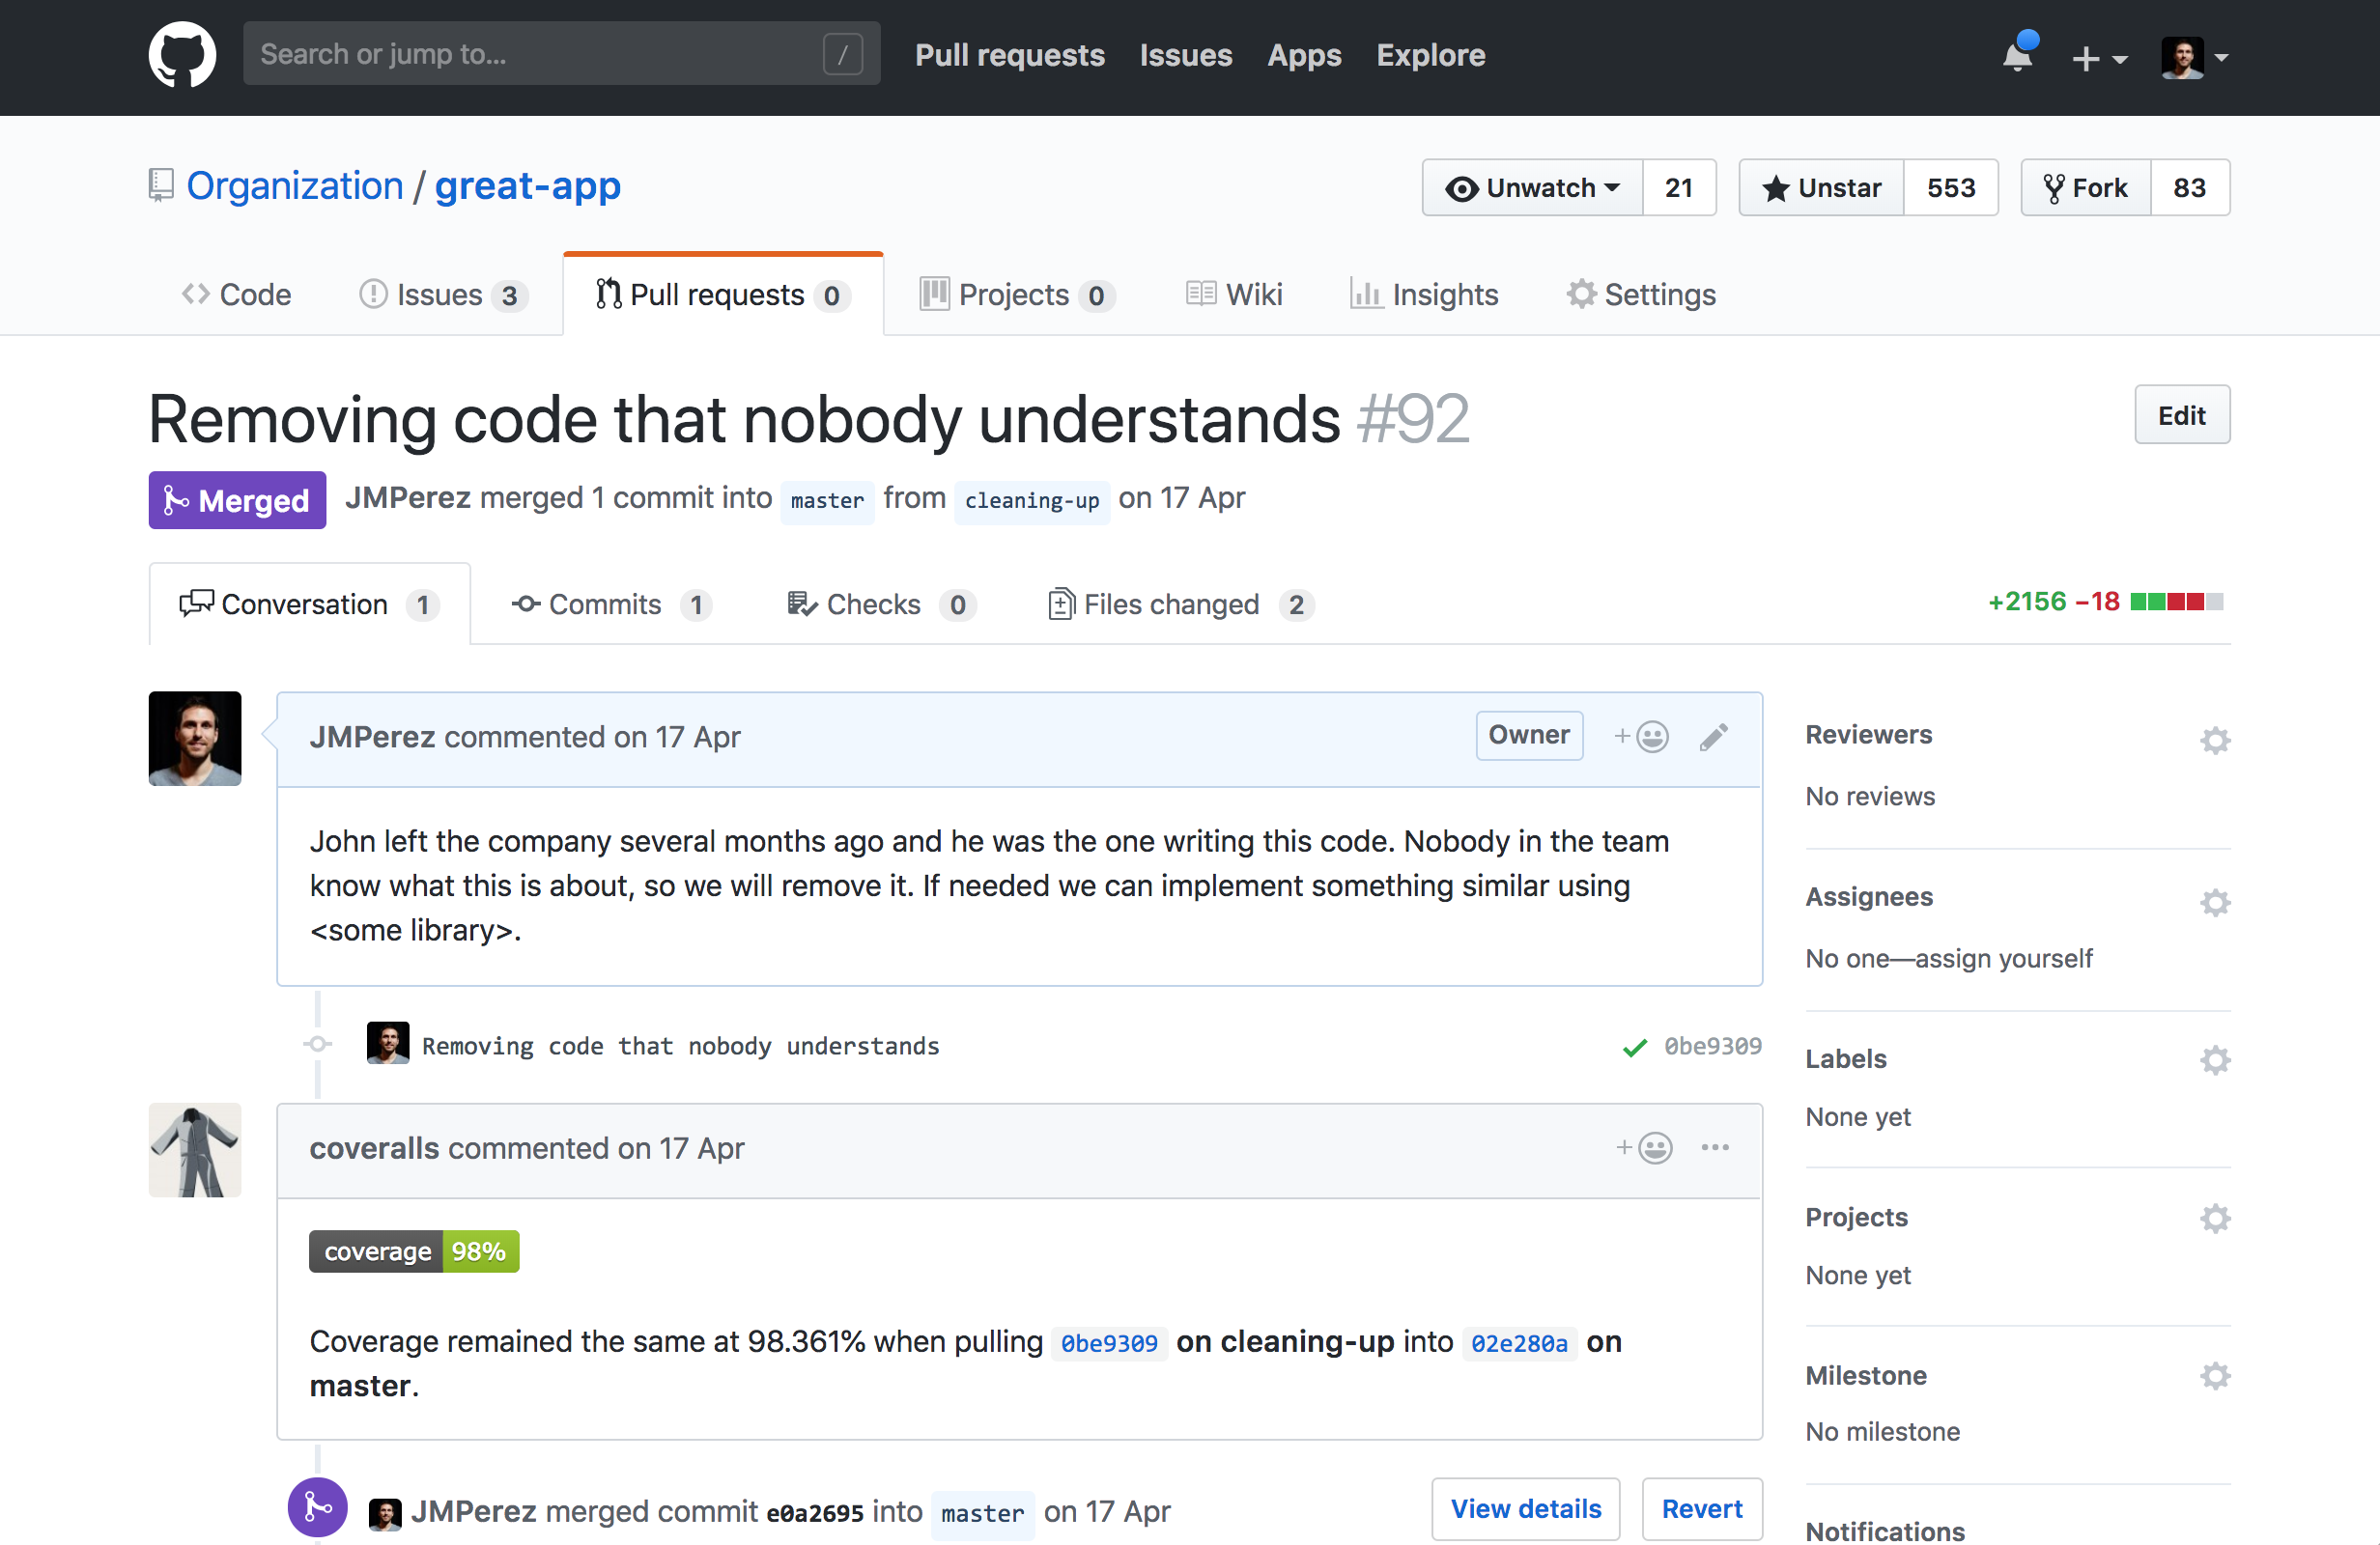 Search or jump to... /
Pull requests Issues Apps Explore
Organization / great-app
Unwatch 21 Unstar 553 Fork 83
Code Issues 3 Pull requests 0 Projects 0 Wiki Insights Settings
Removing code that nobody understands #92
Edit
Merged JMPerez merged 1 commit into master from cleaning-up on 17 Apr
Conversation 1 Commits 1 Checks 0 Files changed 2
+2156 −18
JMPerez commented on 17 Apr
Owner
John left the company several months ago and he was the one writing this code. Nobody in the team
know what this is about, so we will remove it. If needed we can implement something similar using
<some library>.
Removing code that nobody understands 0be9309
coveralls commented on 17 Apr
coverage 98%
Coverage remained the same at 98.361% when pulling 0be9309 on cleaning-up into 02e280a on
master.
JMPerez merged commit e0a2695 into master on 17 Apr
View details Revert
Reviewers
No reviews
Assignees
No one—assign yourself
Labels
None yet
Projects
None yet
Milestone
No milestone
Notifications